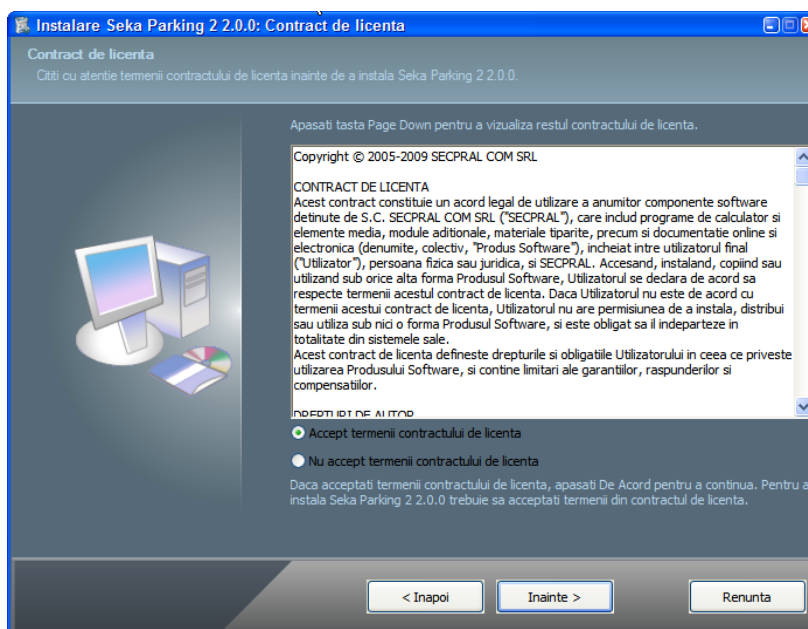 Instalare Seka Parking 2 2.0.0: Contract de licenta
Contract de licenta
Cititi cu atentie termenii contractului de licenta inainte de a instala Seka Parking 2 2.0.0.
Apasati tasta Page Down pentru a vizualiza restul contractului de licenta.
Copyright © 2005-2009 SECPRAL COM SRL
CONTRACT DE LICENTA
Acest contract constituie un acord legal de utilizare a anumitor componente software
detinute de S.C. SECPRAL COM SRL ("SECPRAL"), care includ programe de calculator si
elemente media, module aditionale, materiale tiparite, precum si documentatie online si
electronica (denumite, colectiv, "Produs Software"), incheiat intre utilizatorul final
("Utilizator"), persoana fizica sau juridica, si SECPRAL. Accesand, instaland, copiind sau
utilizand sub orice alta forma Produsul Software, Utilizatorul se declara de acord sa
respecte termenii acestui contract de licenta. Daca Utilizatorul nu este de acord cu
termenii acestui contract de licenta, Utilizatorul nu are permisiunea de a instala, distribui
sau utiliza sub nici o forma Produsul Software, si este obligat sa il indeparteze in
totalitate din sistemele sale.
Acest contract de licenta defineste drepturile si obligatiile Utilizatorului in ceea ce priveste
utilizarea Produsului Software, si contine limitari ale garantiilor, raspunderilor si
compensatiilor.
DREPTURI DE AUTOR
Accept termenii contractului de licenta
Nu accept termenii contractului de licenta
Daca acceptati termenii contractului de licenta, apasati De Acord pentru a continua. Pentru a
instala Seka Parking 2 2.0.0 trebuie sa acceptati termenii din contractul de licenta.
< Inapoi
Inainte >
Renunta